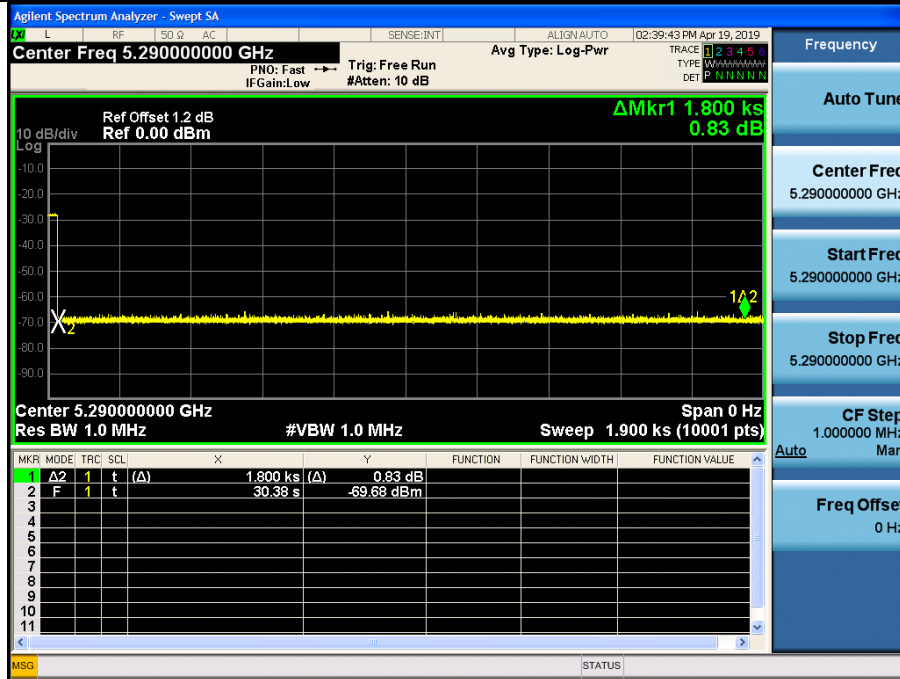 Agilent Spectrum Analyzer - Swept SA
LXI L RF 50 Ω AC SENSE:INT ALIGN AUTO 02:39:43 PM Apr 19, 2019
Center Freq 5.290000000 GHz
PNO: Fast
IFGain:Low
Trig: Free Run
#Atten: 10 dB
Avg Type: Log-Pwr
TRACE 1 2 3 4 5 6
TYPE WWWWWW
DET P N N N N N
ΔMkr1 1.800 ks
0.83 dB
Ref Offset 1.2 dB
10 dB/div Ref 0.00 dBm
Log
-10.0
-20.0
-30.0
-40.0
-50.0
-60.0
-70.0
-80.0
-90.0
1Δ2
2
Center 5.290000000 GHz Span 0 Hz
Res BW 1.0 MHz #VBW 1.0 MHz Sweep 1.900 ks (10001 pts)
MKR MODE TRC SCL X Y FUNCTION FUNCTION WIDTH FUNCTION VALUE
1 Δ2 1 t (Δ) 1.800 ks (Δ) 0.83 dB
2 F 1 t 30.38 s -69.68 dBm
3
4
5
6
7
8
9
10
11
MSG STATUS
Frequency
Auto Tune
Center Freq
5.290000000 GHz
Start Freq
5.290000000 GHz
Stop Freq
5.290000000 GHz
CF Step
1.000000 MHz
Auto Man
Freq Offset
0 Hz